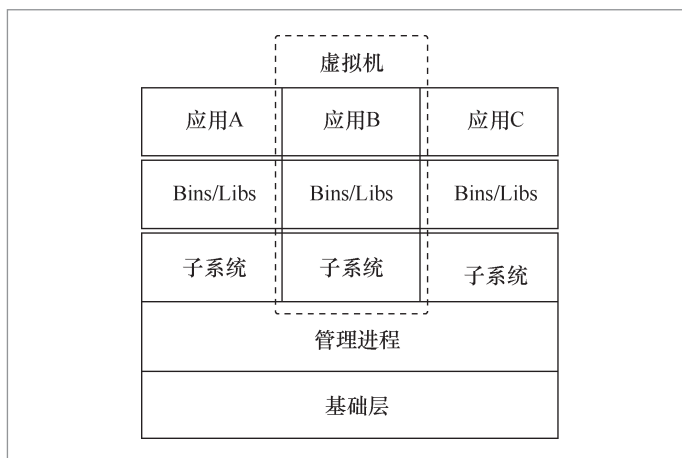 虚拟机
应用A 应用B 应用C
Bins/Libs Bins/Libs Bins/Libs
子系统 子系统 子系统
管理进程
基础层